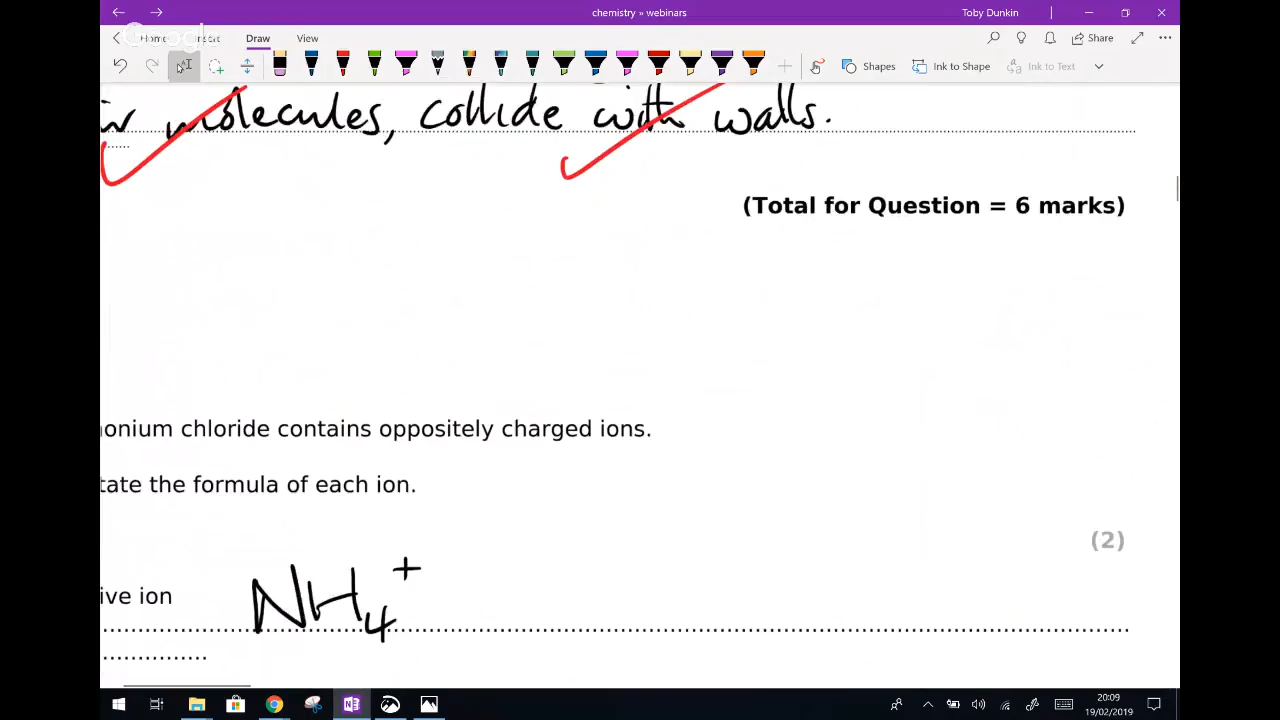 chemistry » webinars
Toby Dunkin
Google
Home
Insert
Draw
View
Share
Shapes
Ink to Shape
Ink to Text
molecules, collide with walls.
(Total for Question = 6 marks)
onium chloride contains oppositely charged ions.
tate the formula of each ion.
(2)
ive ion
NH₄⁺
20:09
19/02/2019